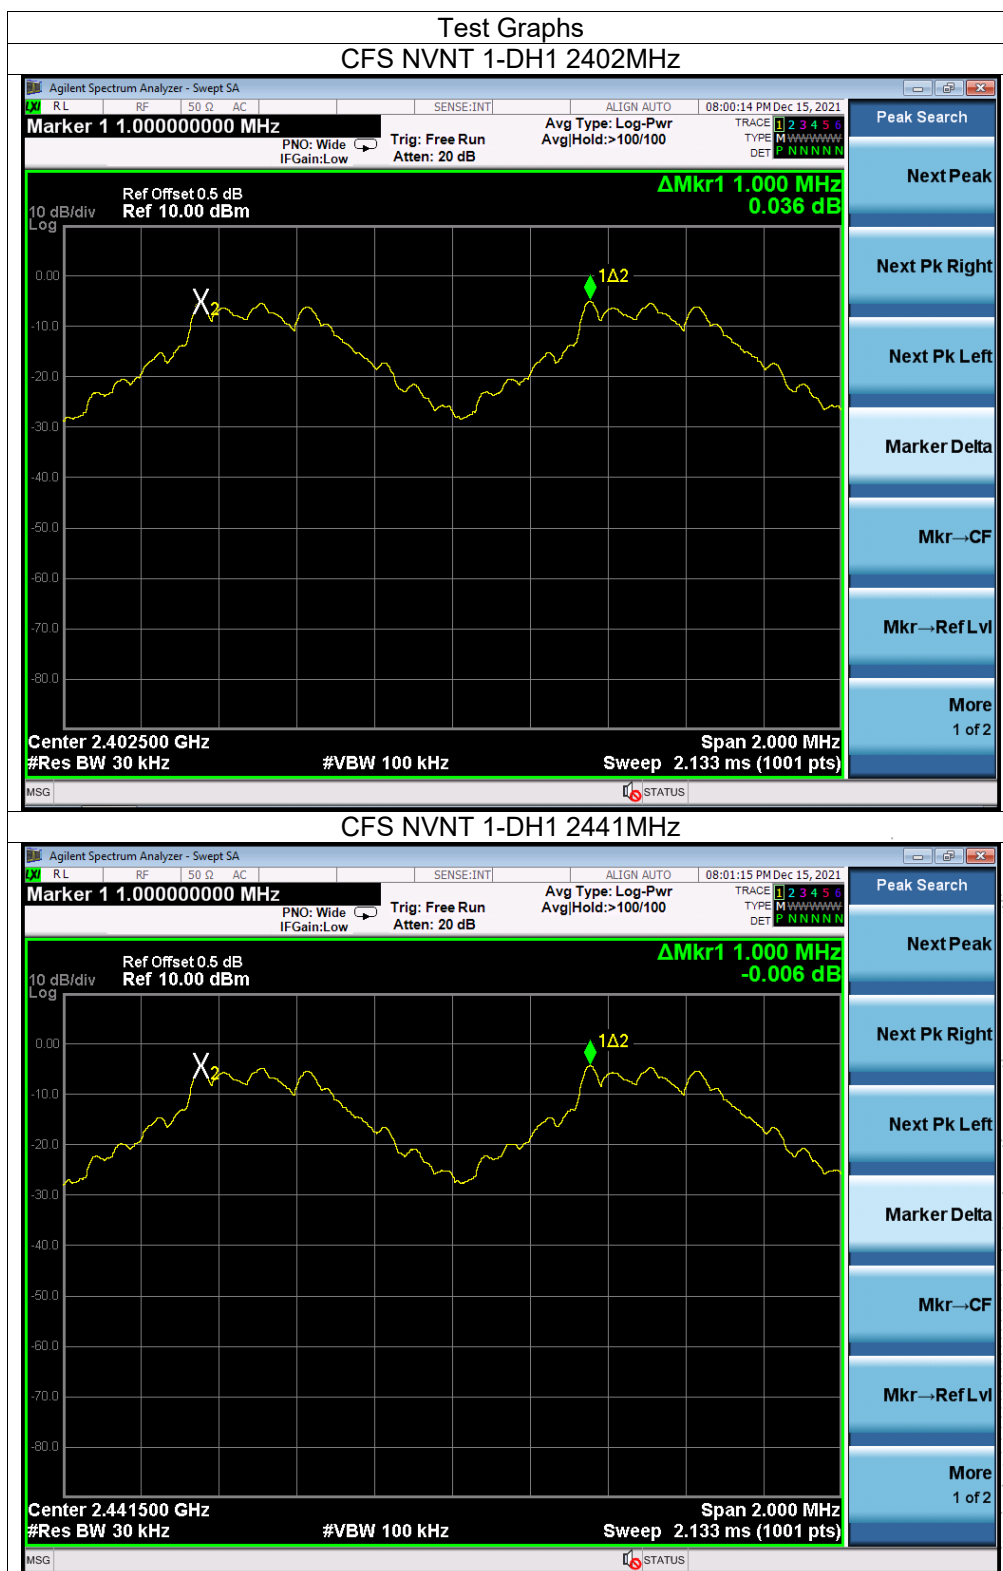 Test Graphs
CFS NVNT 1-DH1 2402MHz
Agilent Spectrum Analyzer - Swept SA
LXI RL RF 50 Ω AC SENSE:INT ALIGN AUTO 08:00:14 PM Dec 15, 2021
Marker 1 1.000000000 MHz
PNO: Wide
IFGain:Low
Trig: Free Run
Atten: 20 dB
Avg Type: Log-Pwr
Avg|Hold:>100/100
TRACE 1 2 3 4 5 6
TYPE M WWWWW
DET P N N N N N
Peak Search
Next Peak
Next Pk Right
Next Pk Left
Marker Delta
Mkr→CF
Mkr→Ref Lvl
More
1 of 2
ΔMkr1 1.000 MHz
0.036 dB
Ref Offset 0.5 dB
10 dB/div Ref 10.00 dBm
Log
0.00
-10.0
-20.0
-30.0
-40.0
-50.0
-60.0
-70.0
-80.0
X2
1Δ2
Center 2.402500 GHz Span 2.000 MHz
#Res BW 30 kHz #VBW 100 kHz Sweep 2.133 ms (1001 pts)
MSG STATUS
CFS NVNT 1-DH1 2441MHz
Agilent Spectrum Analyzer - Swept SA
LXI RL RF 50 Ω AC SENSE:INT ALIGN AUTO 08:01:15 PM Dec 15, 2021
Marker 1 1.000000000 MHz
PNO: Wide
IFGain:Low
Trig: Free Run
Atten: 20 dB
Avg Type: Log-Pwr
Avg|Hold:>100/100
TRACE 1 2 3 4 5 6
TYPE M WWWWW
DET P N N N N N
Peak Search
Next Peak
Next Pk Right
Next Pk Left
Marker Delta
Mkr→CF
Mkr→Ref Lvl
More
1 of 2
ΔMkr1 1.000 MHz
-0.006 dB
Ref Offset 0.5 dB
10 dB/div Ref 10.00 dBm
Log
0.00
-10.0
-20.0
-30.0
-40.0
-50.0
-60.0
-70.0
-80.0
X2
1Δ2
Center 2.441500 GHz Span 2.000 MHz
#Res BW 30 kHz #VBW 100 kHz Sweep 2.133 ms (1001 pts)
MSG STATUS